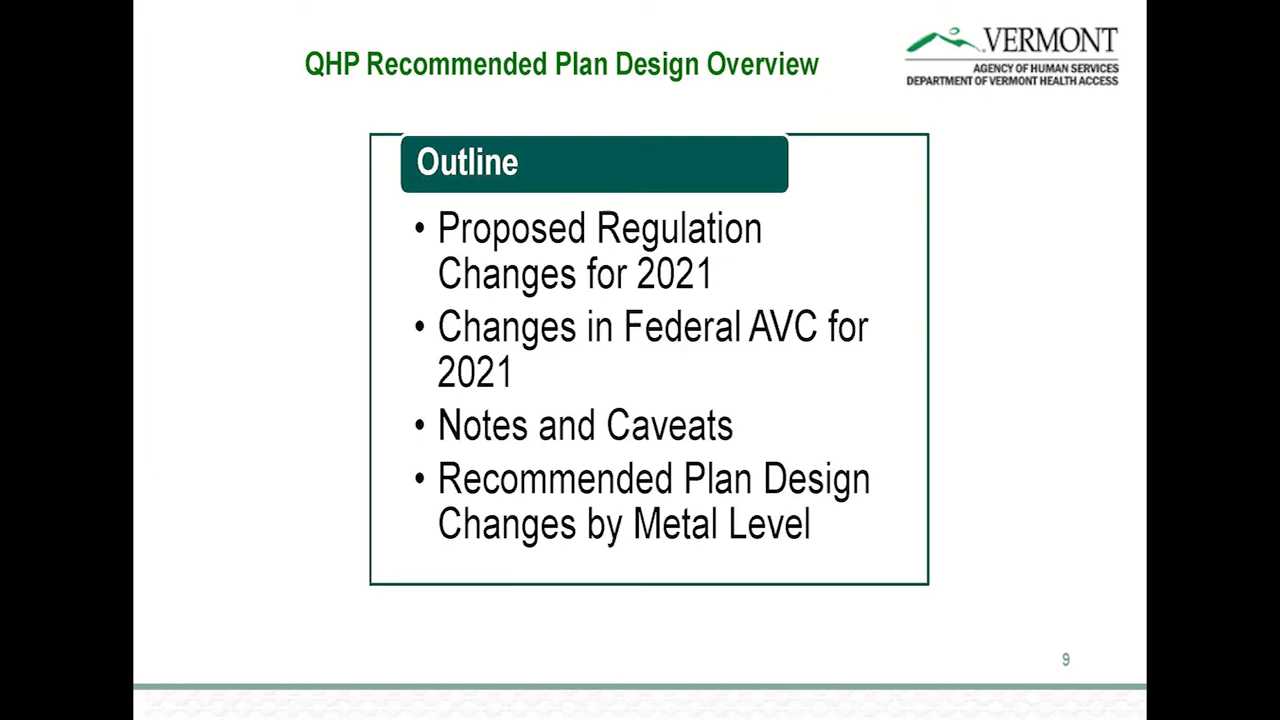 QHP Recommended Plan Design Overview
VERMONT
AGENCY OF HUMAN SERVICES
DEPARTMENT OF VERMONT HEALTH ACCESS
Outline
• Proposed Regulation
Changes for 2021
• Changes in Federal AVC for
2021
• Notes and Caveats
• Recommended Plan Design
Changes by Metal Level
9